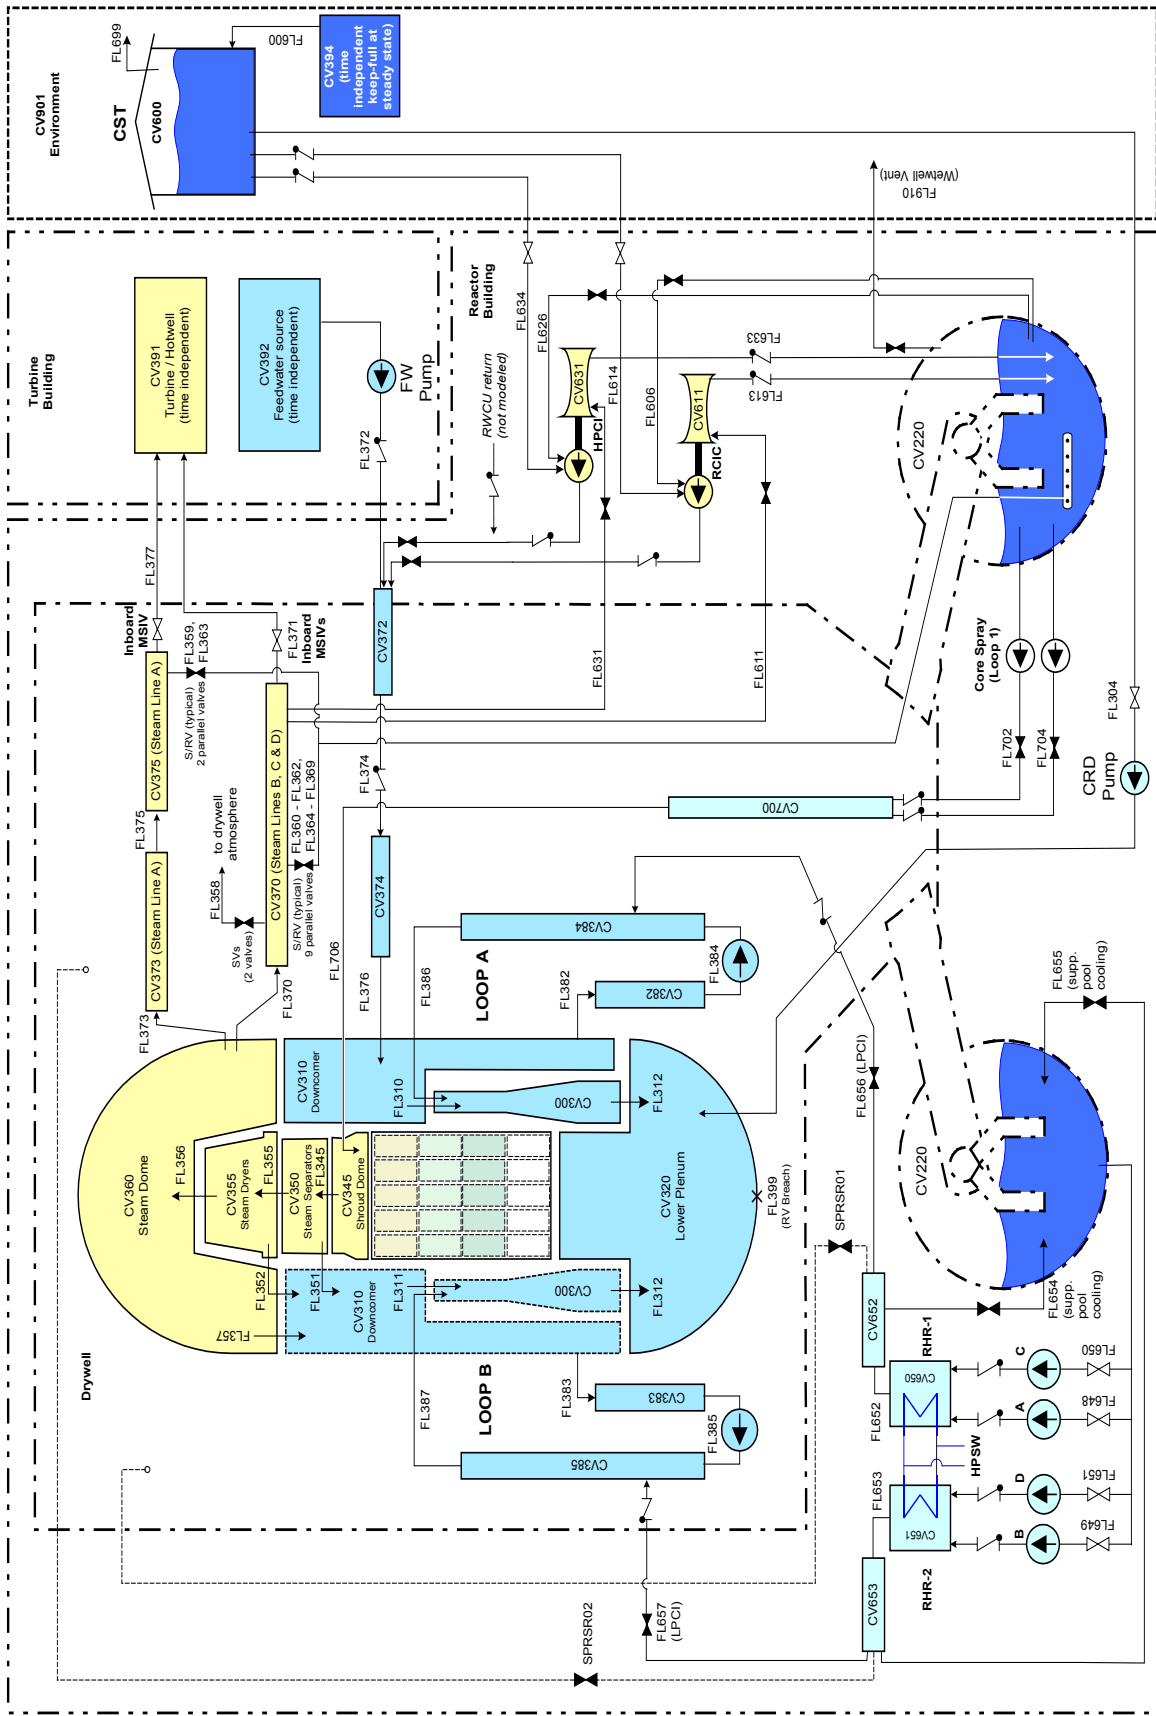 FL699
CV901
Environment
CST
CV600
FL600
CV394
(time
independent
keep-full at
steady state)
FL910
(Wetwell Vent)
Turbine
Building
CV391
Turbine / Hotwell
(time independent)
CV392
Feedwater source
(time independent)
FW
Pump
FL372
Reactor
Building
RWCU return
(not modeled)
FL634
FL626
CV631
HPCI
FL614
FL606
CV611
RCIC
FL633
FL613
CV220
FL377
Inboard
MSIV
FL359,
FL363
S/RV (typical)
2 parallel valves
FL371
Inboard
MSIVs
CV375 (Steam Line A)
FL375
CV373 (Steam Line A)
FL373
to drywell
atmosphere
FL358
SVs
(2 valves)
CV370 (Steam Lines B, C & D)
S/RV (typical)
9 parallel valves
FL360 - FL362,
FL364 - FL369
FL370
FL706
CV372
FL374
CV374
FL376
FL631
FL611
Core Spray
(Loop 1)
FL702
FL704
CV700
FL304
CRD
Pump
FL386
LOOP A
CV384
FL382
CV382
FL384
CV360
Steam Dome
FL356
CV355
Steam Dryers
FL355
CV350
Steam Separators
FL345
CV345
Shroud Dome
FL352
FL351
FL357
CV310
Downcomer
CV310
Downcomer
FL310
FL311
CV300
CV300
FL312
FL312
CV320
Lower Plenum
FL399
(RV Breach)
Drywell
FL387
LOOP B
CV385
FL383
CV383
FL385
FL656 (LPCI)
FL655
(supp.
pool
cooling)
CV220
FL654
(supp.
pool
cooling)
SPRSR01
CV652
RHR-1
CV650
FL652
C
FL650
A
FL648
HPSW
FL653
D
FL651
CV651
RHR-2
B
FL649
CV653
FL657
(LPCI)
SPRSR02